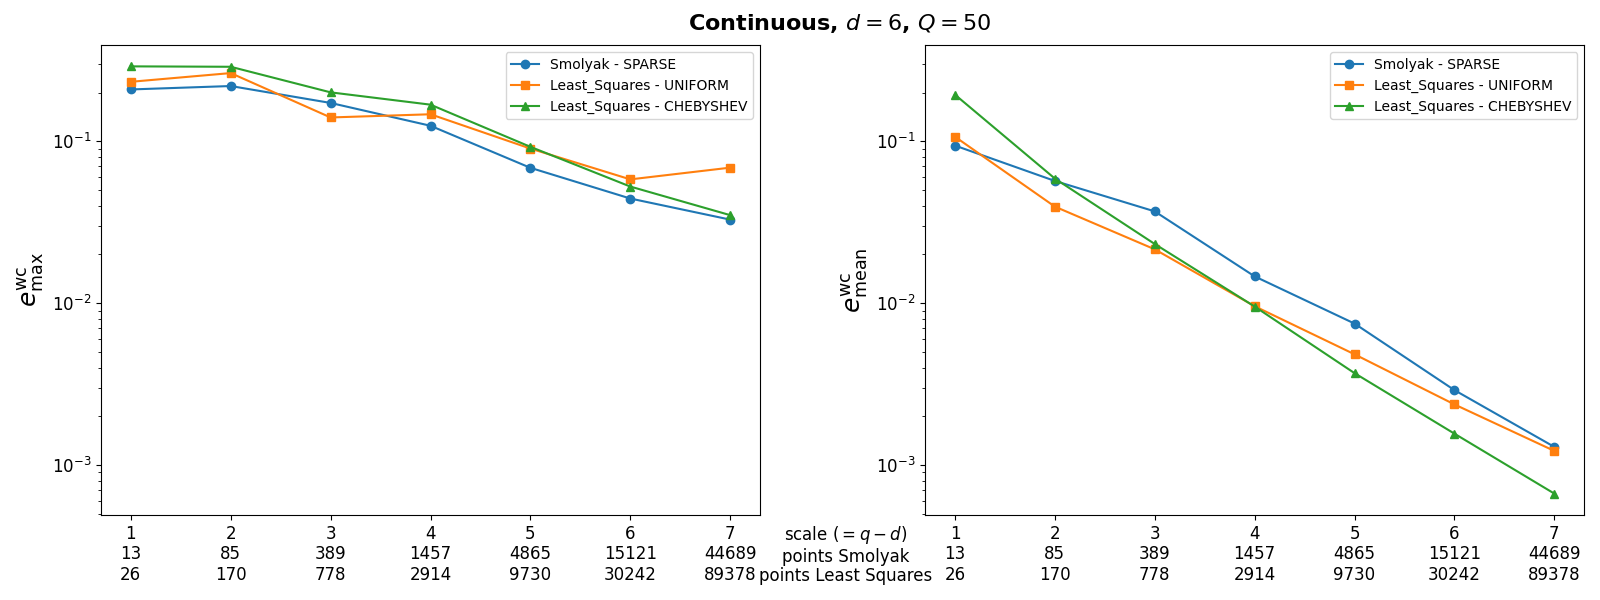 Continuous, d = 6, Q = 50
Smolyak - SPARSE
Least_Squares - UNIFORM
Least_Squares - CHEBYSHEV
e^wc_max
10^−1
10^−2
10^−3
1 2 3 4 5 6 7
13 85 389 1457 4865 15121 44689
26 170 778 2914 9730 30242 89378
scale (= q − d)
points Smolyak
points Least Squares
Smolyak - SPARSE
Least_Squares - UNIFORM
Least_Squares - CHEBYSHEV
e^wc_mean
10^−1
10^−2
10^−3
1 2 3 4 5 6 7
13 85 389 1457 4865 15121 44689
26 170 778 2914 9730 30242 89378